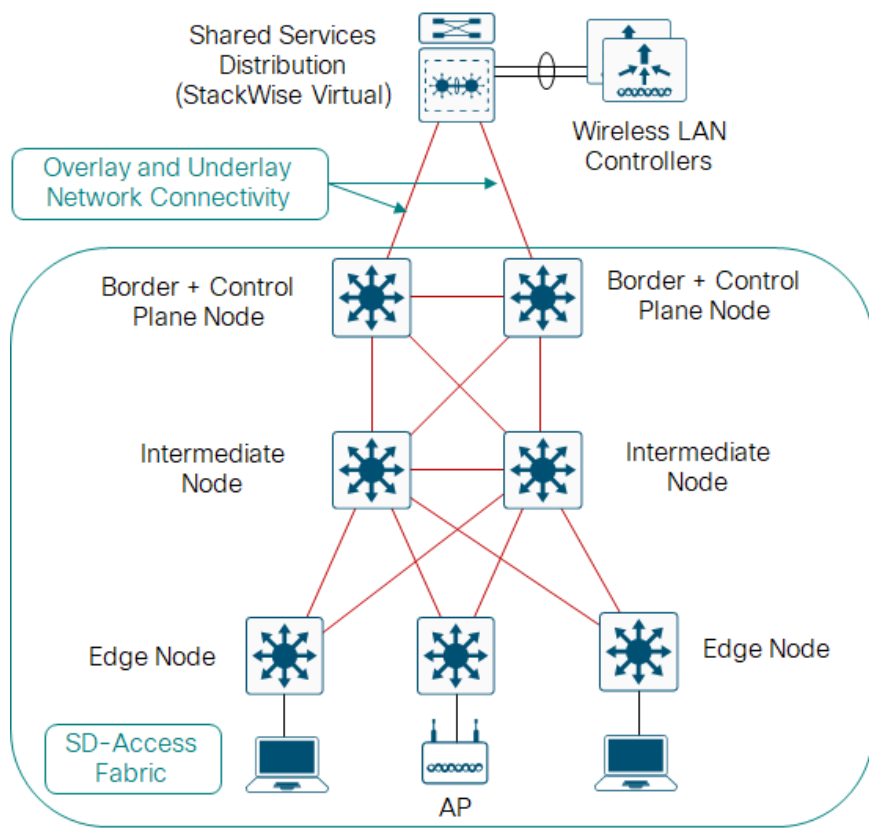 Shared Services
Distribution
(StackWise Virtual)
Wireless LAN
Controllers
Overlay and Underlay
Network Connectivity
Border + Control
Plane Node
Border + Control
Plane Node
Intermediate
Node
Intermediate
Node
Edge Node
Edge Node
SD-Access
Fabric
AP